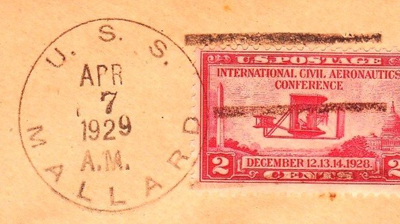 U. S. S.
MALLARD
APR
7
1929
A.M.
U.S. POSTAGE
INTERNATIONAL CIVIL AERONAUTICS
CONFERENCE
2 DECEMBER 12.13.14.1928. 2
CENTS